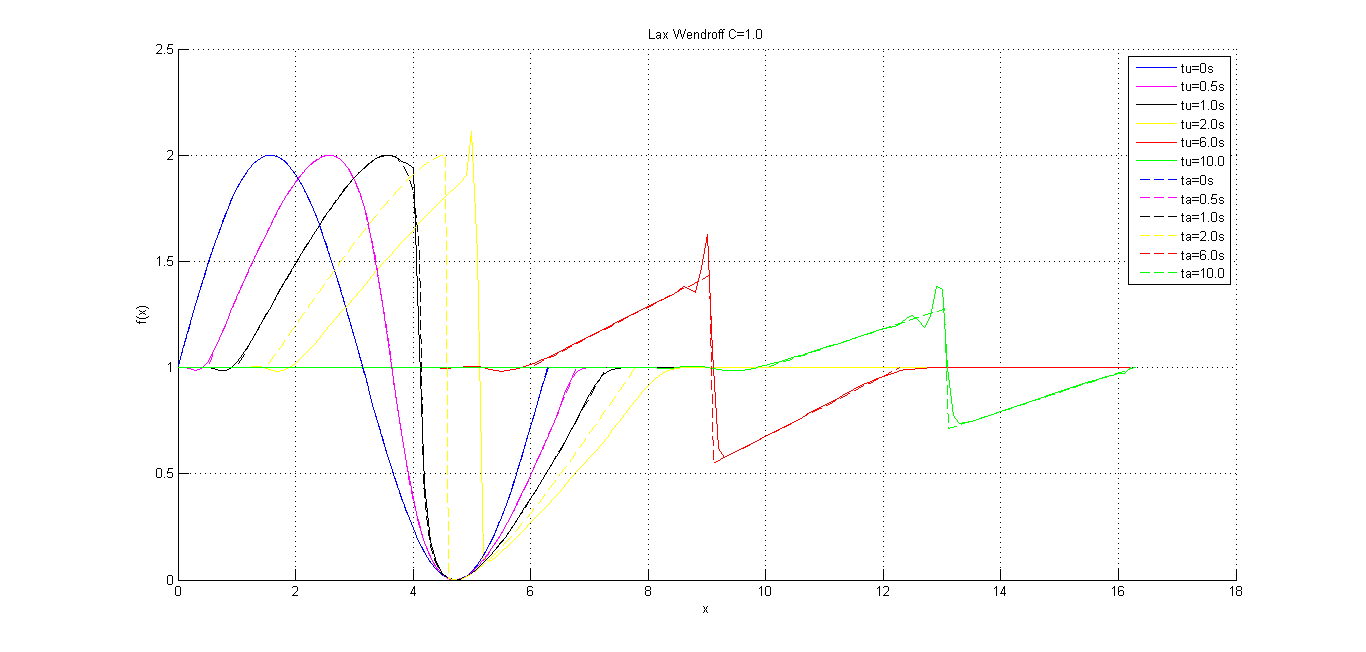 Lax Wendroff C=1.0
2.5
2
1.5
1
0.5
0
f(x)
0 2 4 6 8 10 12 14 16 18
x
tu=0s
tu=0.5s
tu=1.0s
tu=2.0s
tu=6.0s
tu=10.0
ta=0s
ta=0.5s
ta=1.0s
ta=2.0s
ta=6.0s
ta=10.0